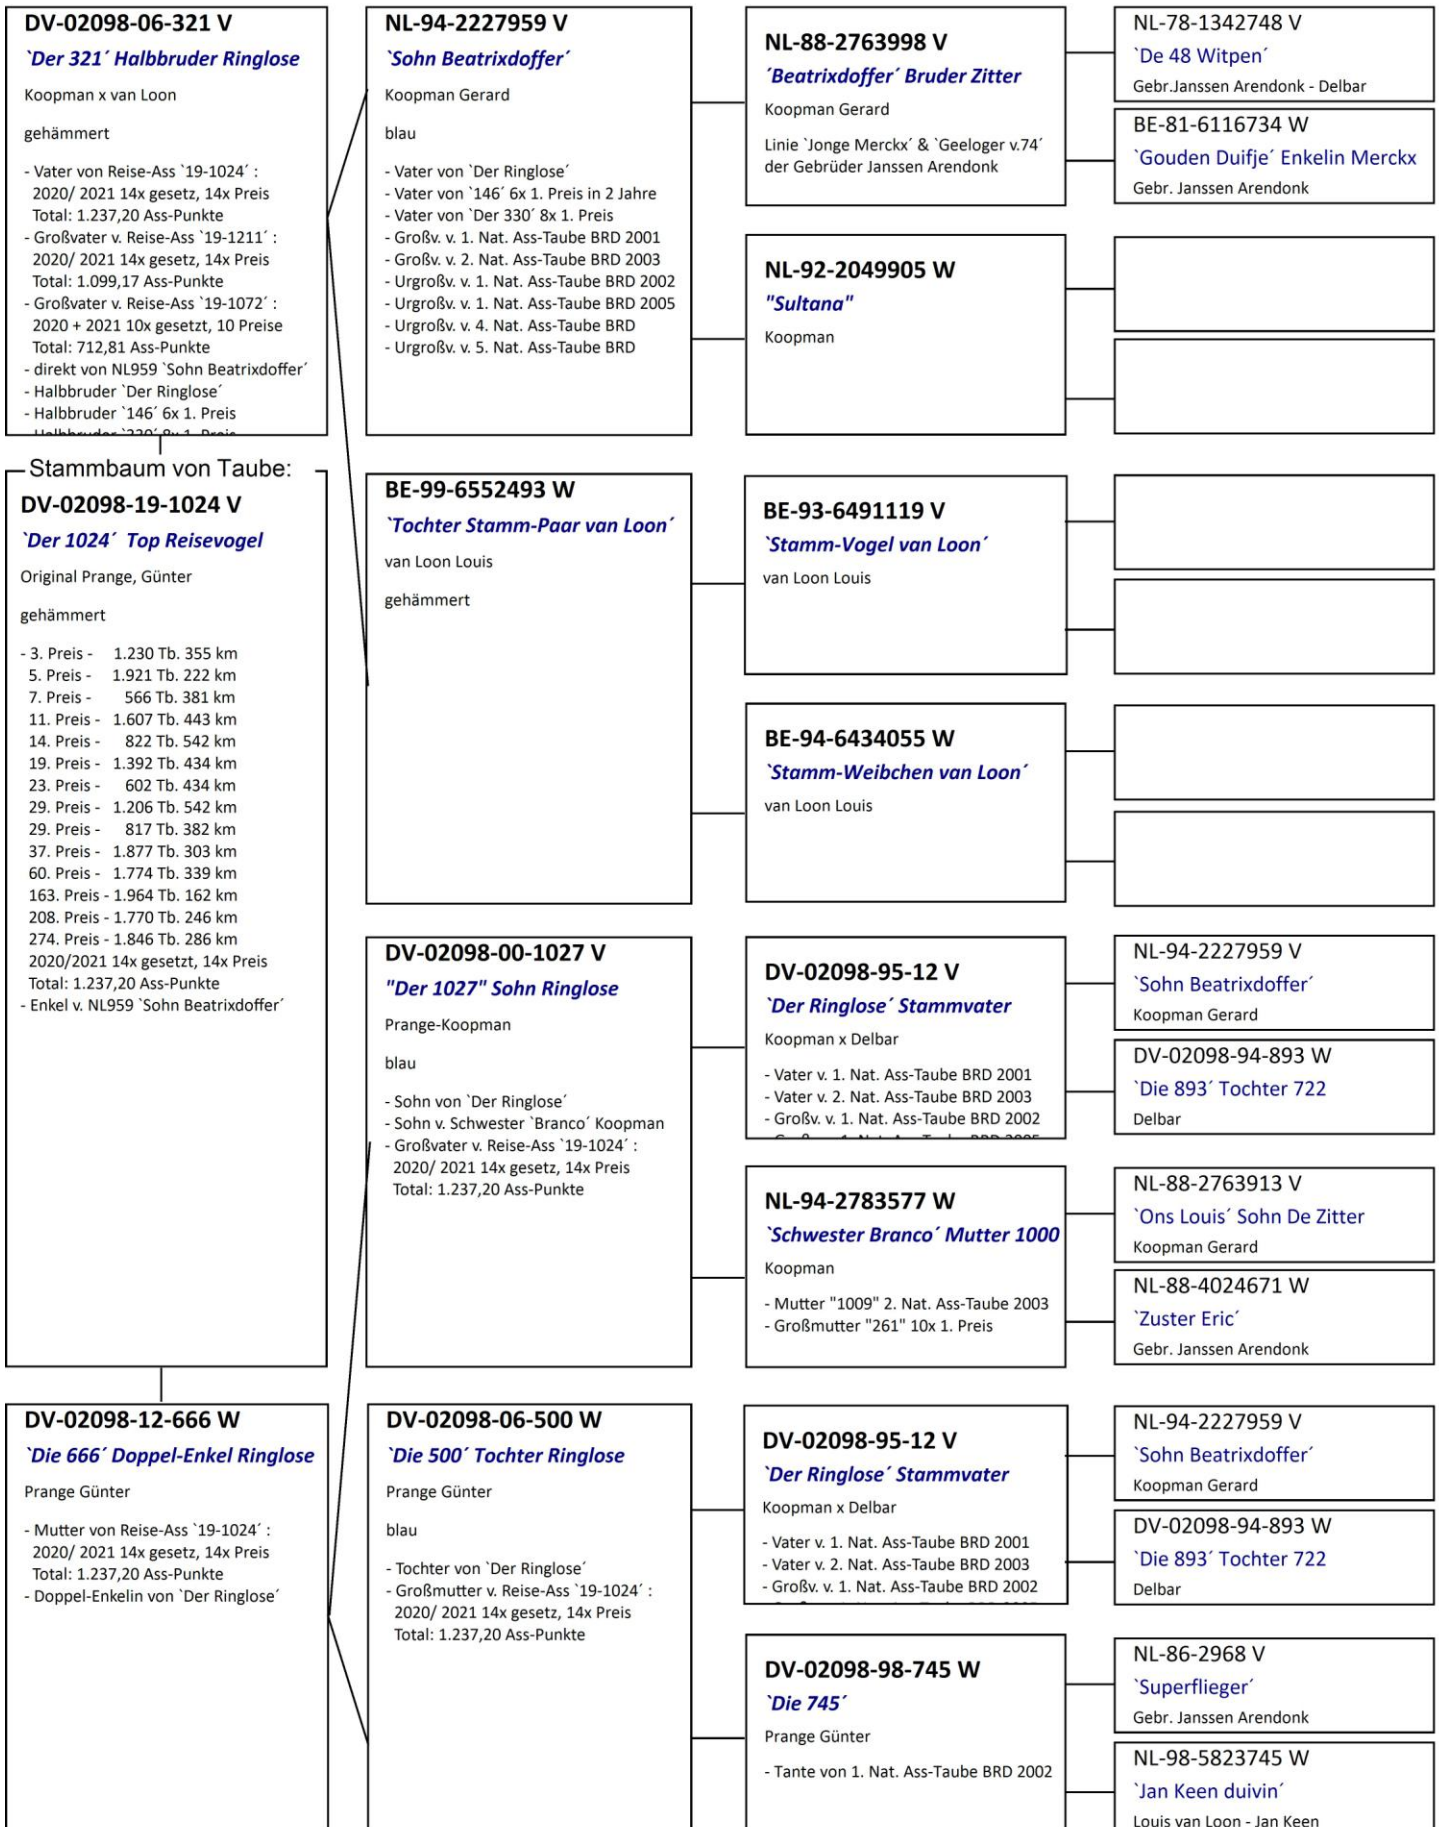 DV-02098-06-321 V
`Der 321´ Halbbruder Ringlose
Koopman x van Loon
gehämmert
- Vater von Reise-Ass `19-1024´ :
2020/ 2021 14x gesetz, 14x Preis
Total: 1.237,20 Ass-Punkte
- Großvater v. Reise-Ass `19-1211´ :
2020/ 2021 14x gesetz, 14x Preis
Total: 1.099,17 Ass-Punkte
- Großvater v. Reise-Ass `19-1072´ :
2020 + 2021 10x gesetzt, 10 Preise
Total: 712,81 Ass-Punkte
- direkt von NL959 `Sohn Beatrixdoffer´
- Halbbruder `Der Ringlose´
- Halbbruder `146´ 6x 1. Preis
- Halbbruder `330´ 8x 1. Preis
Stammbaum von Taube:
DV-02098-19-1024 V
`Der 1024´ Top Reisevogel
Original Prange, Günter
gehämmert
- 3. Preis - 1.230 Tb. 355 km
5. Preis - 1.921 Tb. 222 km
7. Preis - 566 Tb. 381 km
11. Preis - 1.607 Tb. 443 km
14. Preis - 822 Tb. 542 km
19. Preis - 1.392 Tb. 434 km
23. Preis - 602 Tb. 434 km
29. Preis - 1.206 Tb. 542 km
29. Preis - 817 Tb. 382 km
37. Preis - 1.877 Tb. 303 km
60. Preis - 1.774 Tb. 339 km
163. Preis - 1.964 Tb. 162 km
208. Preis - 1.770 Tb. 246 km
274. Preis - 1.846 Tb. 286 km
2020/2021 14x gesetzt, 14x Preis
Total: 1.237,20 Ass-Punkte
- Enkel v. NL959 `Sohn Beatrixdoffer´
DV-02098-12-666 W
`Die 666´ Doppel-Enkel Ringlose
Prange Günter
- Mutter von Reise-Ass `19-1024´ :
2020/ 2021 14x gesetz, 14x Preis
Total: 1.237,20 Ass-Punkte
- Doppel-Enkelin von `Der Ringlose´
NL-94-2227959 V
`Sohn Beatrixdoffer´
Koopman Gerard
blau
- Vater von `Der Ringlose´
- Vater von `146´ 6x 1. Preis in 2 Jahre
- Vater von `Der 330´ 8x 1. Preis
- Großv. v. 1. Nat. Ass-Taube BRD 2001
- Großv. v. 2. Nat. Ass-Taube BRD 2003
- Urgroßv. v. 1. Nat. Ass-Taube BRD 2002
- Urgroßv. v. 1. Nat. Ass-Taube BRD 2005
- Urgroßv. v. 4. Nat. Ass-Taube BRD
- Urgroßv. v. 5. Nat. Ass-Taube BRD
BE-99-6552493 W
`Tochter Stamm-Paar van Loon´
van Loon Louis
gehämmert
DV-02098-00-1027 V
"Der 1027" Sohn Ringlose
Prange-Koopman
blau
- Sohn von `Der Ringlose´
- Sohn v. Schwester `Branco´ Koopman
- Großvater v. Reise-Ass `19-1024´ :
2020/ 2021 14x gesetz, 14x Preis
Total: 1.237,20 Ass-Punkte
DV-02098-06-500 W
`Die 500´ Tochter Ringlose
Prange Günter
blau
- Tochter von `Der Ringlose´
- Großmutter v. Reise-Ass `19-1024´ :
2020/ 2021 14x gesetz, 14x Preis
Total: 1.237,20 Ass-Punkte
NL-88-2763998 V
´Beatrixdoffer´ Bruder Zitter
Koopman Gerard
Linie `Jonge Merckx´ & `Geeloger v.74´
der Gebrüder Janssen Arendonk
NL-92-2049905 W
"Sultana"
Koopman
BE-93-6491119 V
`Stamm-Vogel van Loon´
van Loon Louis
BE-94-6434055 W
`Stamm-Weibchen van Loon´
van Loon Louis
DV-02098-95-12 V
`Der Ringlose´ Stammvater
Koopman x Delbar
- Vater v. 1. Nat. Ass-Taube BRD 2001
- Vater v. 2. Nat. Ass-Taube BRD 2003
- Großv. v. 1. Nat. Ass-Taube BRD 2002
NL-94-2783577 W
`Schwester Branco´ Mutter 1000
Koopman
- Mutter "1009" 2. Nat. Ass-Taube 2003
- Großmutter "261" 10x 1. Preis
DV-02098-95-12 V
`Der Ringlose´ Stammvater
Koopman x Delbar
- Vater v. 1. Nat. Ass-Taube BRD 2001
- Vater v. 2. Nat. Ass-Taube BRD 2003
- Großv. v. 1. Nat. Ass-Taube BRD 2002
DV-02098-98-745 W
`Die 745´
Prange Günter
- Tante von 1. Nat. Ass-Taube BRD 2002
NL-78-1342748 V
`De 48 Witpen´
Gebr.Janssen Arendonk - Delbar
BE-81-6116734 W
`Gouden Duifje´ Enkelin Merckx
Gebr. Janssen Arendonk
NL-94-2227959 V
`Sohn Beatrixdoffer´
Koopman Gerard
DV-02098-94-893 W
`Die 893´ Tochter 722
Delbar
NL-88-2763913 V
`Ons Louis´ Sohn De Zitter
Koopman Gerard
NL-88-4024671 W
`Zuster Eric´
Gebr. Janssen Arendonk
NL-94-2227959 V
`Sohn Beatrixdoffer´
Koopman Gerard
DV-02098-94-893 W
`Die 893´ Tochter 722
Delbar
NL-86-2968 V
`Superflieger´
Gebr. Janssen Arendonk
NL-98-5823745 W
`Jan Keen duivin´
Louis van Loon - Jan Keen